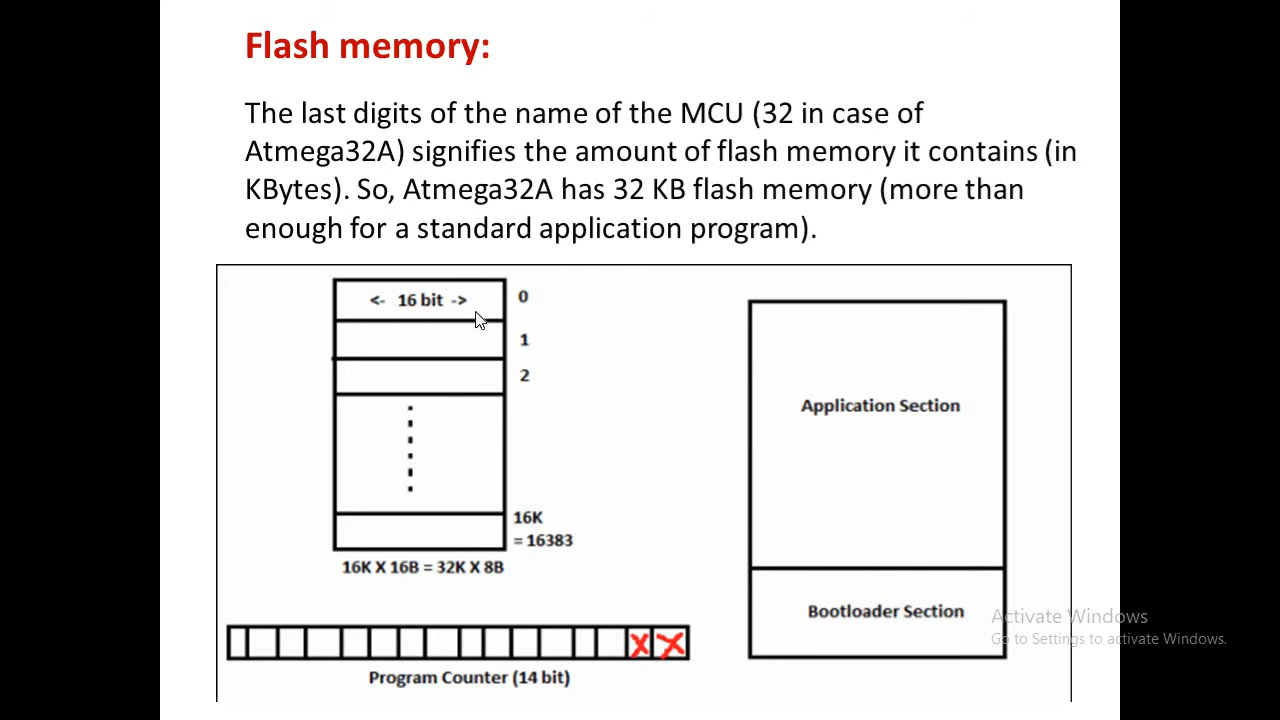 Flash memory:
The last digits of the name of the MCU (32 in case of
Atmega32A) signifies the amount of flash memory it contains (in
KBytes). So, Atmega32A has 32 KB flash memory (more than
enough for a standard application program).
<- 16 bit ->
0
1
2
16K
= 16383
16K X 16B = 32K X 8B
X X
Program Counter (14 bit)
Application Section
Bootloader Section
Activate Windows
Go to Settings to activate Windows.